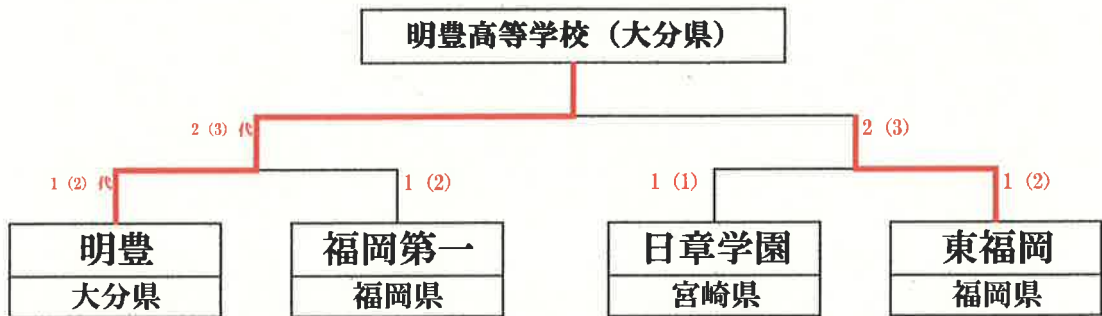 明豊高等学校（大分県）
2 (3) 代
2 (3)
1 (2) 代
1 (2)
1 (1)
1 (2)
明豊
福岡第一
日章学園
東福岡
大分県
福岡県
宮崎県
福岡県